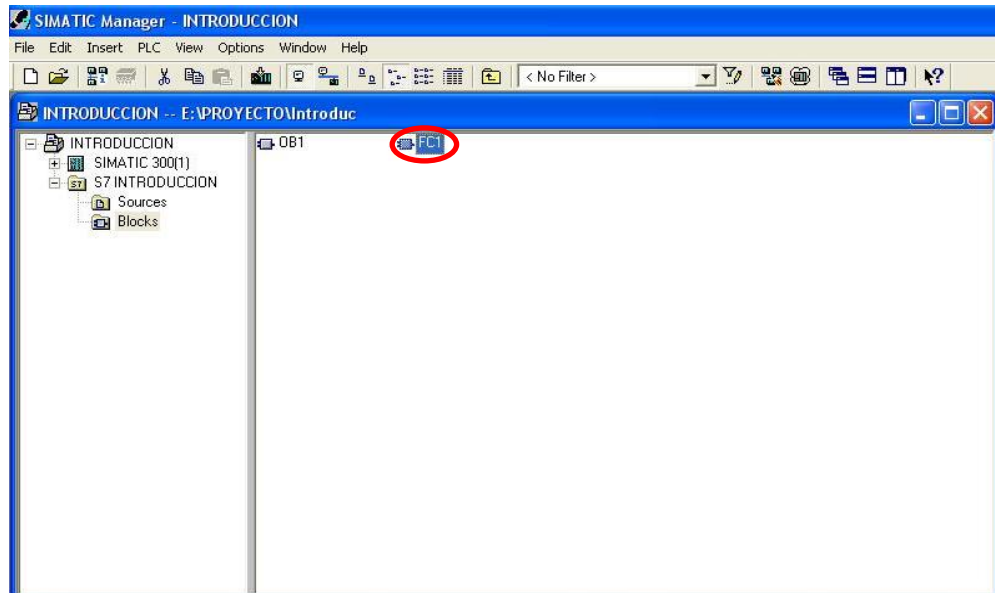 SIMATIC Manager - INTRODUCCION
File Edit Insert PLC View Options Window Help
< No Filter >
INTRODUCCION -- E:\PROYECTO\Introduc
INTRODUCCION
SIMATIC 300(1)
S7 INTRODUCCION
Sources
Blocks
OB1 FC1